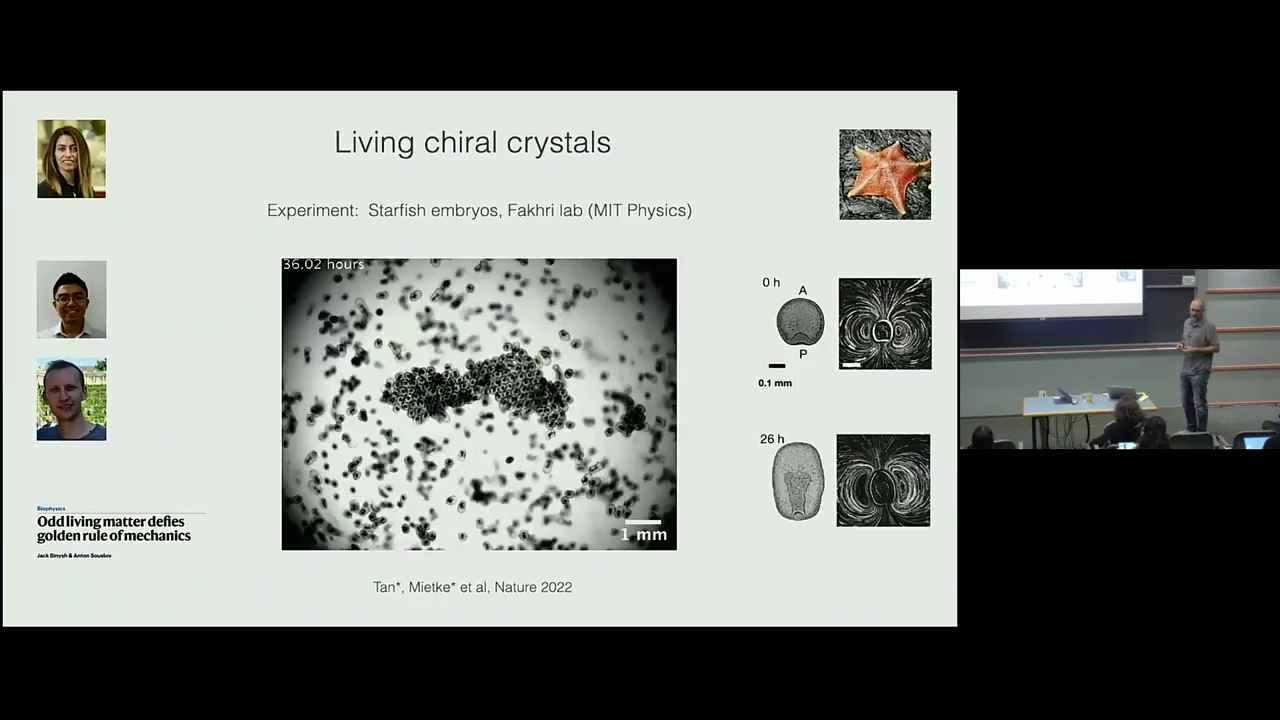 Living chiral crystals
Experiment: Starfish embryos, Fakhri lab (MIT Physics)
36.02 hours
1 mm
0 h
A
P
0.1 mm
26 h
Biophysics
Odd living matter defies
golden rule of mechanics
Jack Binysh & Anton Souslov
Tan*, Mietke* et al, Nature 2022